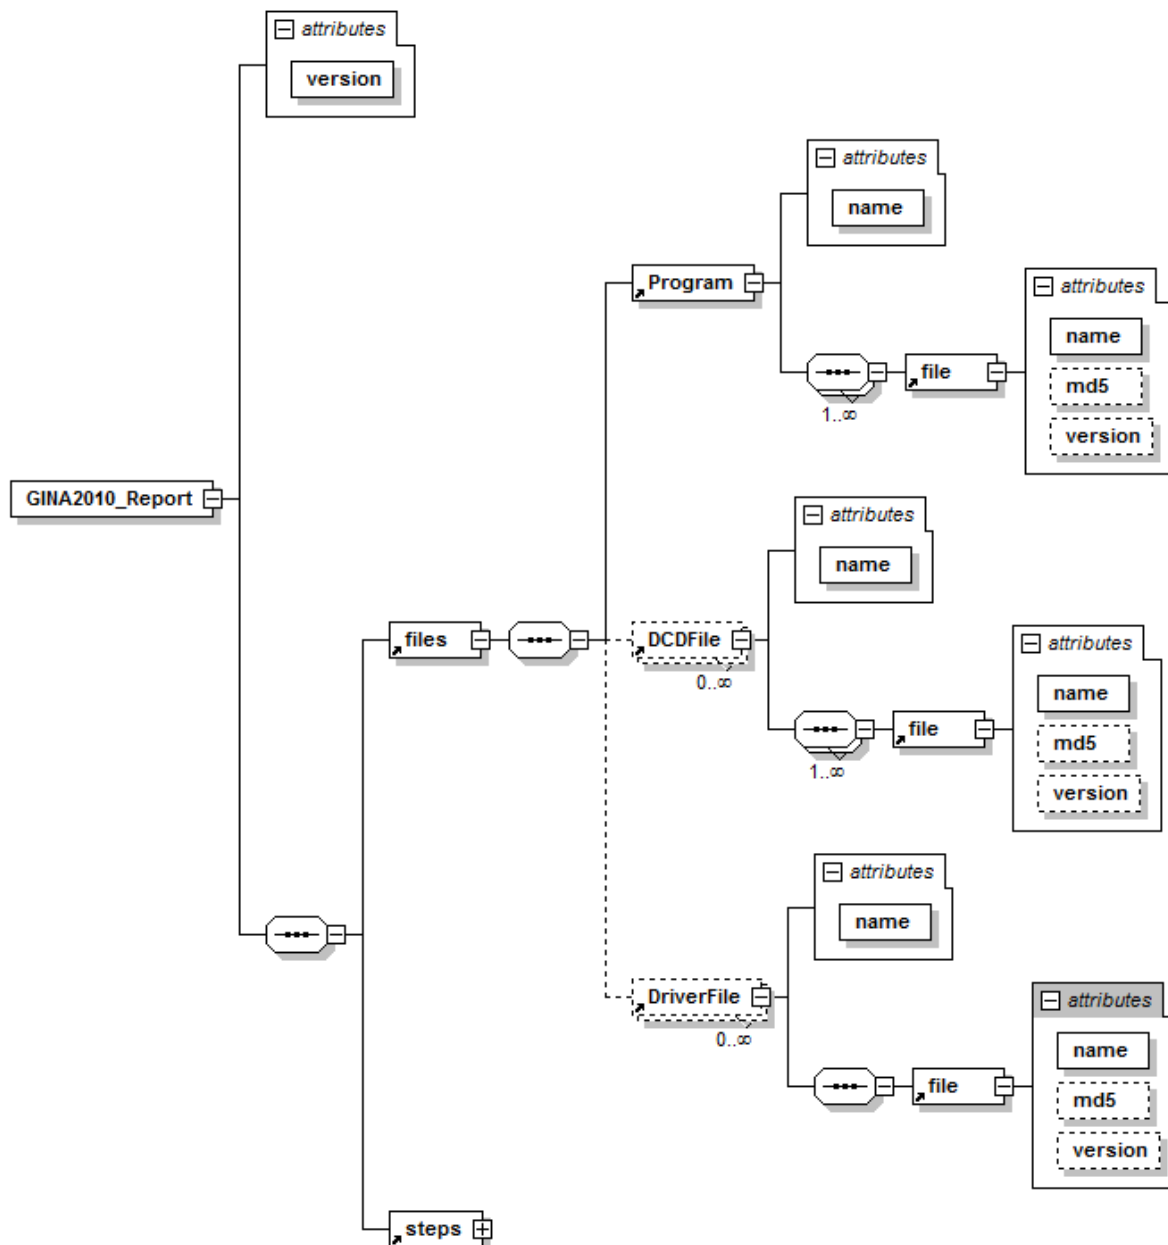 attributes
version
attributes
name
Program
attributes
name
file
md5
1..∞
version
GINA2010_Report
attributes
name
files
DCDFile
0..∞
attributes
name
file
md5
1..∞
version
attributes
name
DriverFile
0..∞
attributes
name
file
md5
version
steps